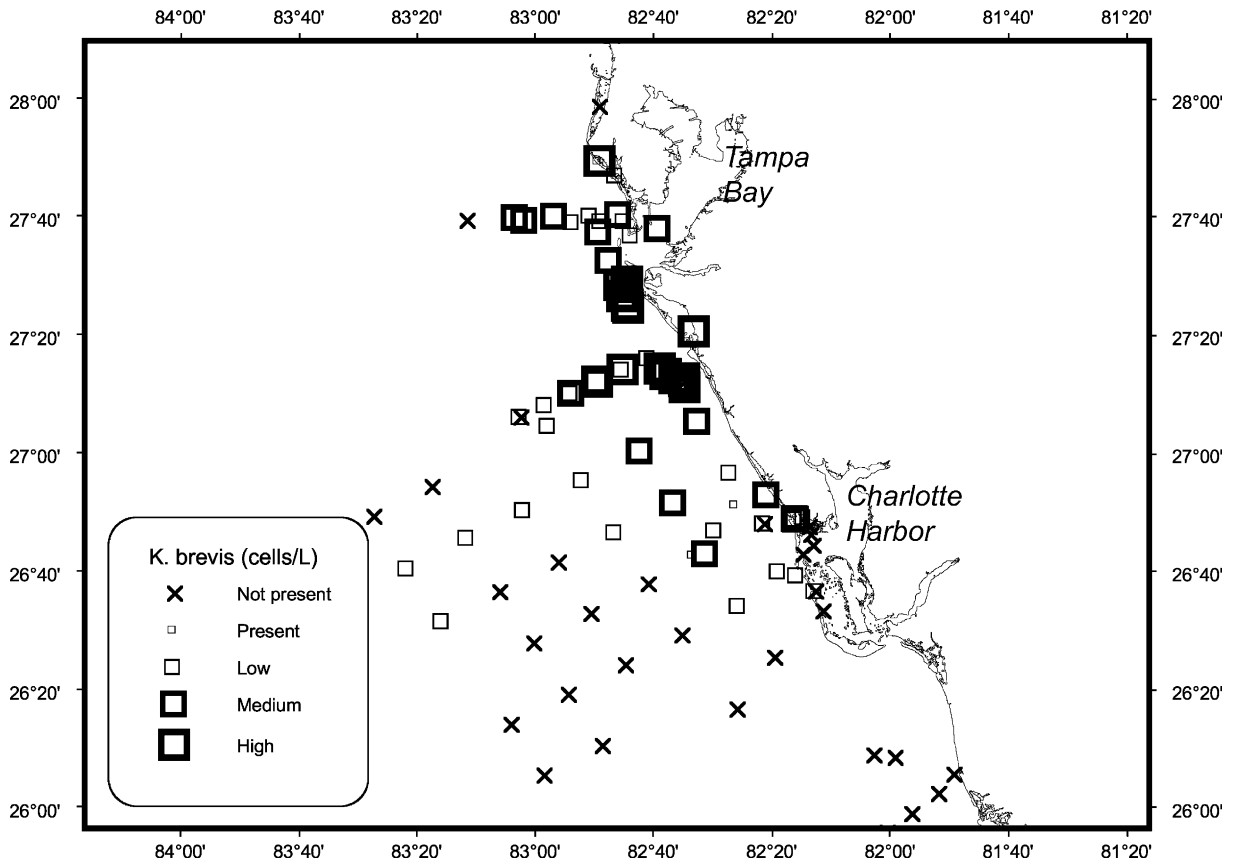 84°00' 83°40' 83°20' 83°00' 82°40' 82°20' 82°00' 81°40' 81°20'
28°00' 28°00'
Tampa
Bay
27°40' 27°40'
27°20' 27°20'
27°00' 27°00'
Charlotte
Harbor
K. brevis (cells/L)
26°40' 26°40'
Not present
Present
Low
26°20' 26°20'
Medium
High
26°00' 26°00'
84°00' 83°40' 83°20' 83°00' 82°40' 82°20' 82°00' 81°40' 81°20'